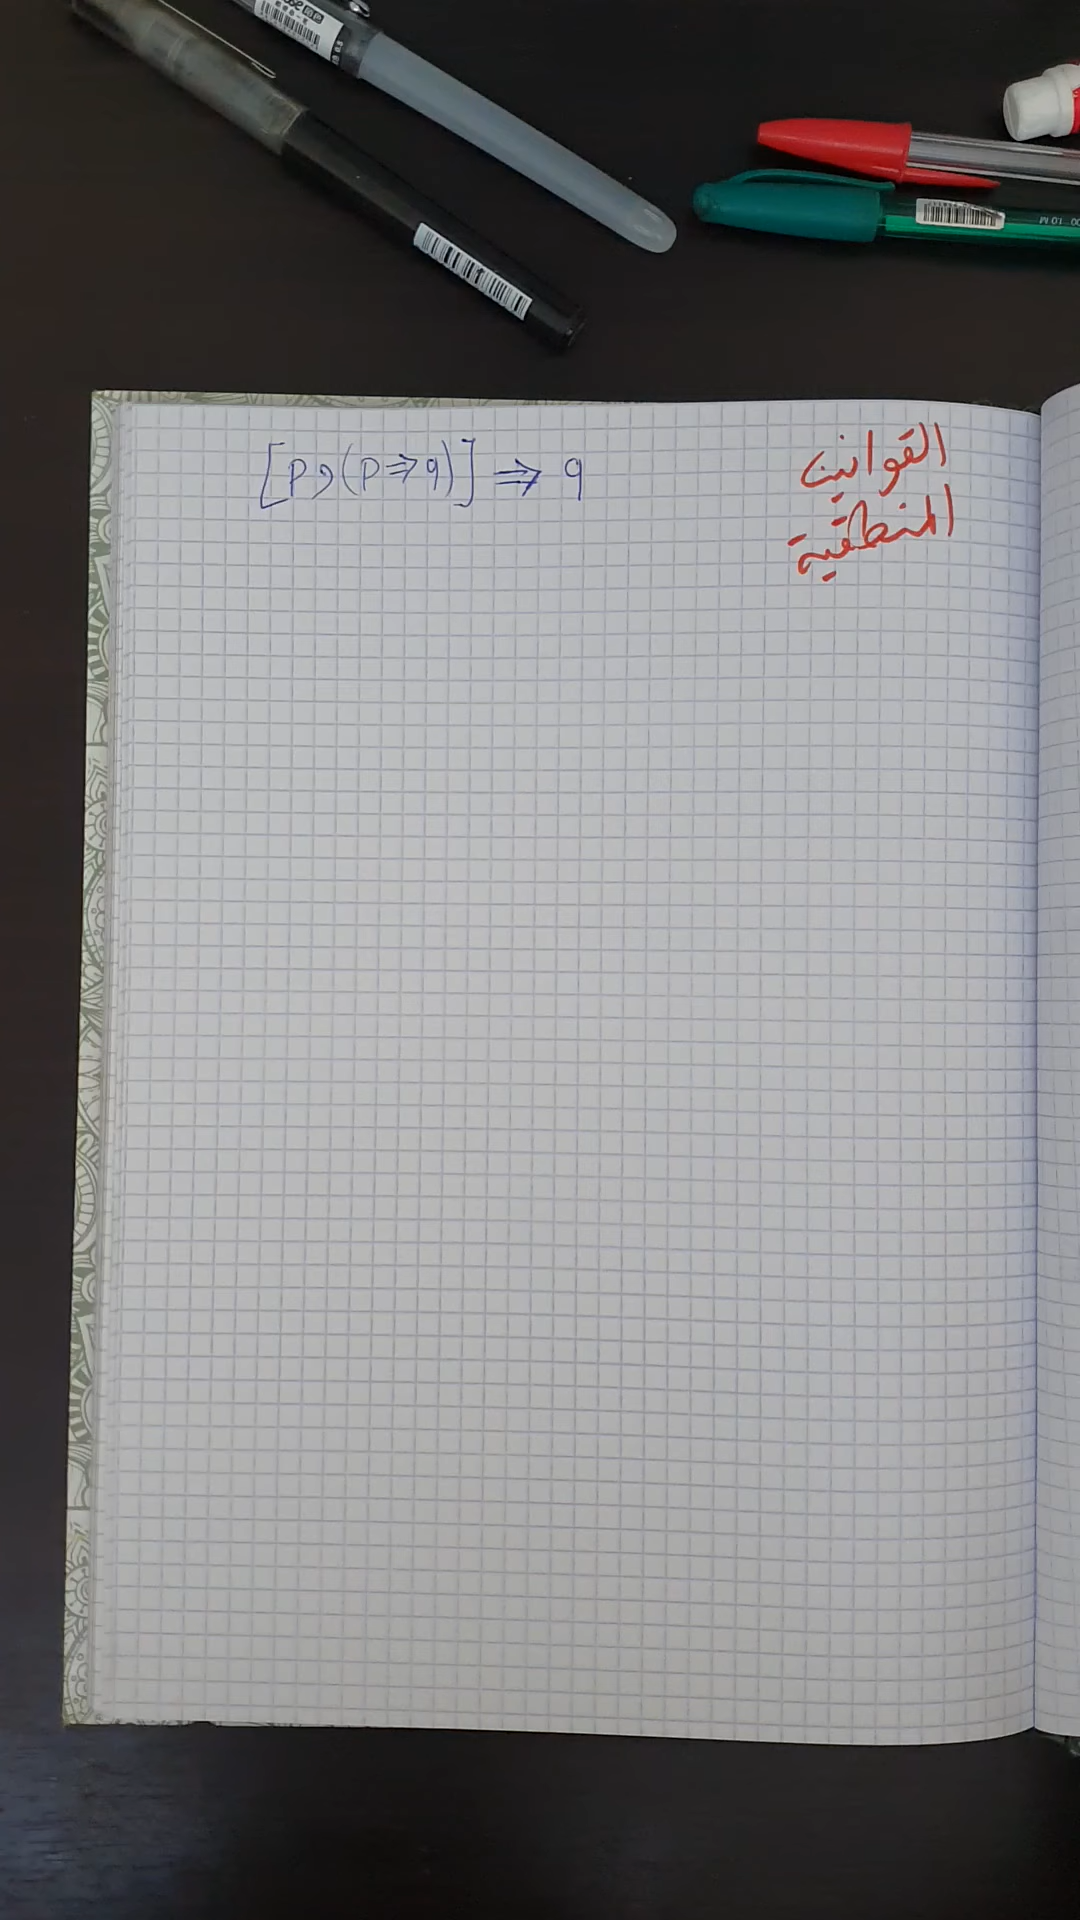 القوانين
المنطقية
[p و (p ⇒ q)] ⇒ q